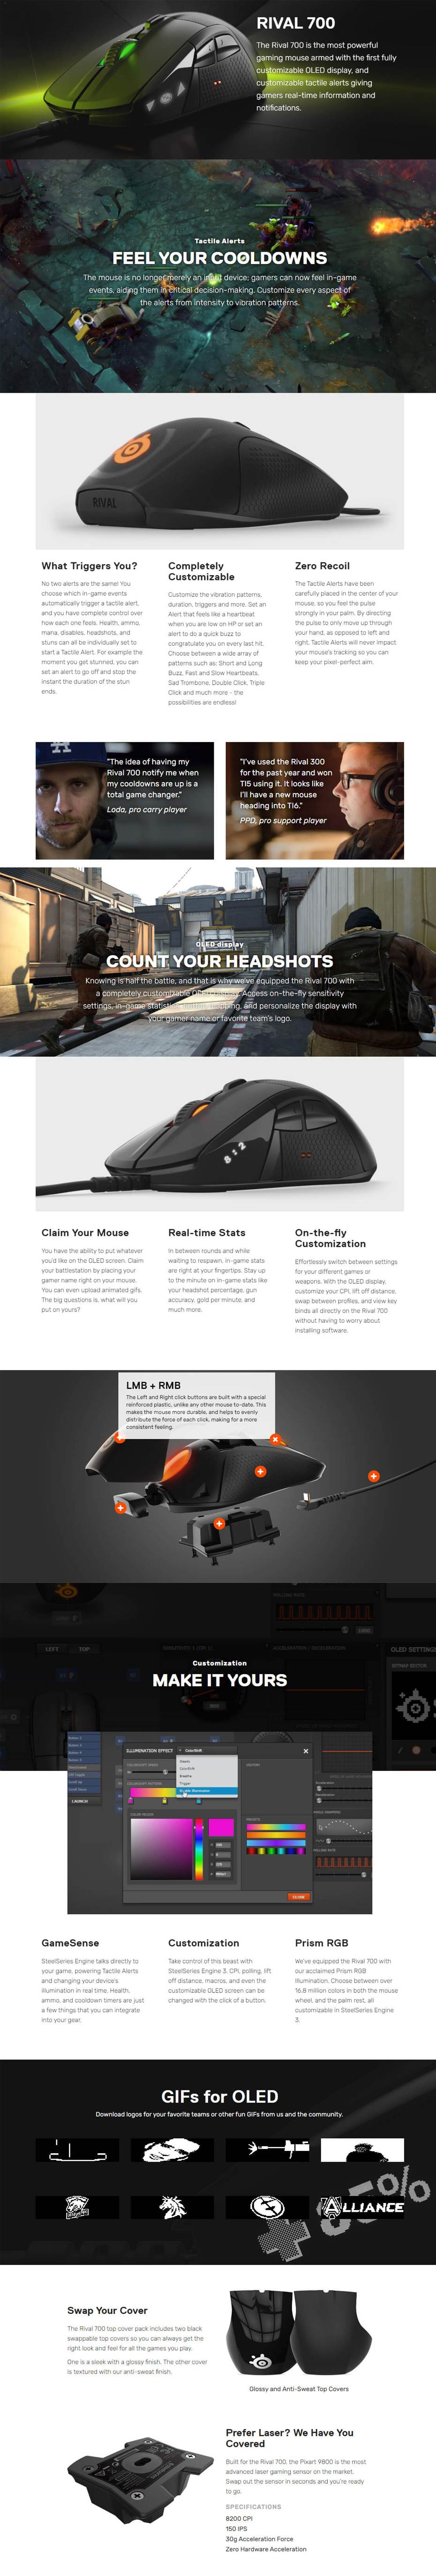 RIVAL 700
The Rival 700 is the most powerful
gaming mouse armed with the first fully
customizable OLED display, and
customizable tactile alerts giving
gamers real-time information and
notifications.
Tactile Alerts
FEEL YOUR COOLDOWNS
The mouse is no longer merely an input device; gamers can now feel in-game
events, aiding them in critical decision-making. Customize every aspect of
the alerts from intensity to vibration patterns.
RIVAL
What Triggers You?
No two alerts are the same! You
choose which in-game events
automatically trigger a tactile alert,
and you have complete control over
how each one feels. Health, ammo,
mana, disables, headshots, and
stuns can all be individually set to
start a Tactile Alert. For example the
moment you get stunned, you can
set an alert to go off and stop the
instant the duration of the stun
ends.
Completely
Customizable
Customize the vibration patterns,
duration, triggers and more. Set an
Alert that feels like a heartbeat
when you are low on HP or set an
alert to do a quick buzz to
congratulate you on every last hit.
Choose between a wide array of
patterns such as: Short and Long
Buzz, Fast and Slow Heartbeats,
Sad Trombone, Double Click, Triple
Click and much more - the
possibilities are endless!
Zero Recoil
The Tactile Alerts have been
carefully placed in the center of your
mouse, so you feel the pulse
strongly in your palm. By directing
the pulse to only move up through
your hand, as opposed to left and
right, Tactile Alerts will never impact
your mouse's tracking so you can
keep your pixel-perfect aim.
"The idea of having my
Rival 700 notify me when
my cooldowns are up is a
total game changer."
Loda, pro carry player
"I've used the Rival 300
for the past year and won
TI5 using it. It looks like
I'll have a new mouse
heading into TI6."
PPD, pro support player
OLED display
COUNT YOUR HEADSHOTS
Knowing is half the battle, and that is why we've equipped the Rival 700 with
a completely customizable OLED display. Access on-the-fly sensitivity
settings, in-game statistics, and personalize the display with
your gamer name or favorite team's logo.
8:2
Claim Your Mouse
You have the ability to put whatever
you'd like on the OLED screen. Claim
your battlestation by placing your
gamer name right on your mouse.
You can even upload animated gifs.
The big questions is, what will you
put on yours?
Real-time Stats
In between rounds and while
waiting to respawn, in-game stats
are right at your fingertips. Stay up
to the minute on in-game stats like
your headshot percentage, gun
accuracy, gold per minute, and
much more.
On-the-fly
Customization
Effortlessly switch between settings
for your different games or
weapons. With the OLED display,
customize your CPI, lift off distance,
swap between profiles, and view key
binds all directly on the Rival 700
without having to worry about
installing software.
LMB + RMB
The Left and Right click buttons are built with a special
reinforced plastic, unlike any other mouse to-date. This
makes the mouse more durable, and helps to evenly
distribute the force of each click, making for a more
consistent feeling.
POLLING RATE
LEFT
TOP
OLED SETTINGS
Customization
MAKE IT YOURS
ILLUMINATION EFFECT
ColorShift
LAUNCH
CLOSE
GameSense
SteelSeries Engine talks directly to
your game, powering Tactile Alerts
and changing your device's
illumination in real time. Health,
ammo, and cooldown timers are just
a few things that you can integrate
into your gear.
Customization
Take control of this beast with
SteelSeries Engine 3. CPI, polling, lift
off distance, macros, and even the
customizable OLED screen can be
changed with the click of a button.
Prism RGB
We've equipped the Rival 700 with
our acclaimed Prism RGB
Illumination. Choose between over
16.8 million colors in both the mouse
wheel, and the palm rest, all
customizable in SteelSeries Engine
3.
GIFs for OLED
Download logos for your favorite teams or other fun GIFs from us and the community.
ALLIANCE
Swap Your Cover
The Rival 700 top cover pack includes two black
swappable top covers so you can always get the
right look and feel for all the games you play.
One is a sleek with a glossy finish. The other cover
is textured with our anti-sweat finish.
Glossy and Anti-Sweat Top Covers
Prefer Laser? We Have You
Covered
Built for the Rival 700, the Pixart 9800 is the most
advanced laser gaming sensor on the market.
Swap out the sensor in seconds and you're ready
to go.
SPECIFICATIONS
8200 CPI
150 IPS
30g Acceleration Force
Zero Hardware Acceleration